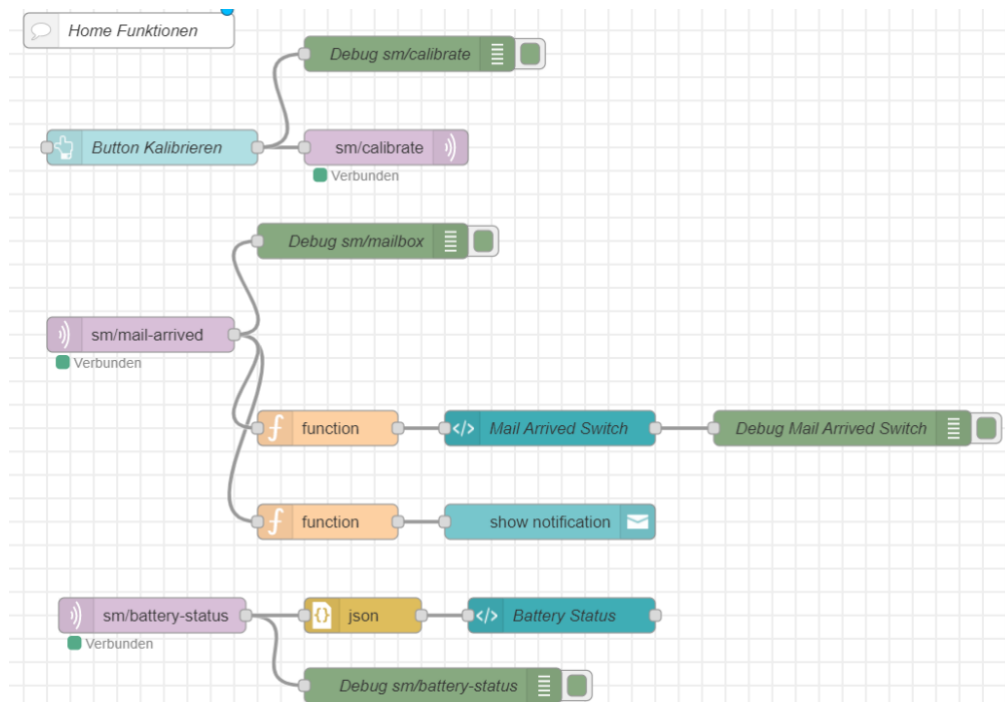 Home Funktionen
Debug sm/calibrate
Button Kalibrieren
sm/calibrate
Verbunden
Debug sm/mailbox
sm/mail-arrived
Verbunden
function
</> Mail Arrived Switch
Debug Mail Arrived Switch
function
show notification
sm/battery-status
json
</> Battery Status
Verbunden
Debug sm/battery-status